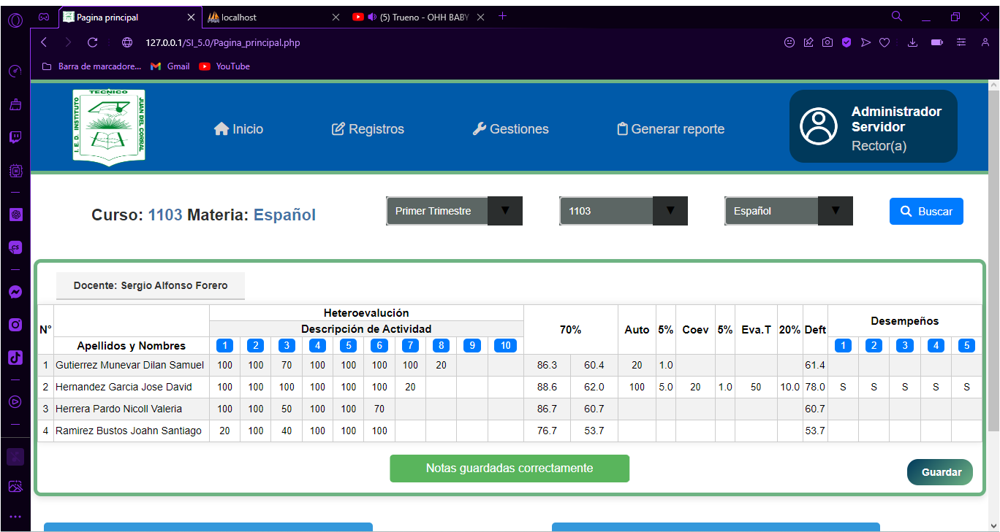 Pagina principal
localhost
(5) Trueno - OHH BABY
127.0.0.1/SI_5.0/Pagina_principal.php
Barra de marcadore... Gmail YouTube
TECNICO
I.E.D. INSTITUTO
JUAN DEL CORRAL
Inicio
Registros
Gestiones
Generar reporte
Administrador
Servidor
Rector(a)
Curso: 1103 Materia: Español
Primer Trimestre
1103
Español
Buscar
Docente: Sergio Alfonso Forero
Heteroevalución
N° Descripción de Actividad 70% Auto 5% Coev 5% Eva.T 20% Deft Desempeños
Apellidos y Nombres 1 2 3 4 5 6 7 8 9 10 1 2 3 4 5
1 Gutierrez Munevar Dilan Samuel 100 100 70 100 100 100 100 20 86.3 60.4 20 1.0 61.4
2 Hernandez Garcia Jose David 100 100 100 100 100 100 20 88.6 62.0 100 5.0 20 1.0 50 10.0 78.0 S S S S S
3 Herrera Pardo Nicoll Valeria 100 100 50 100 100 70 86.7 60.7 60.7
4 Ramirez Bustos Joahn Santiago 20 100 40 100 100 100 76.7 53.7 53.7
Notas guardadas correctamente
Guardar